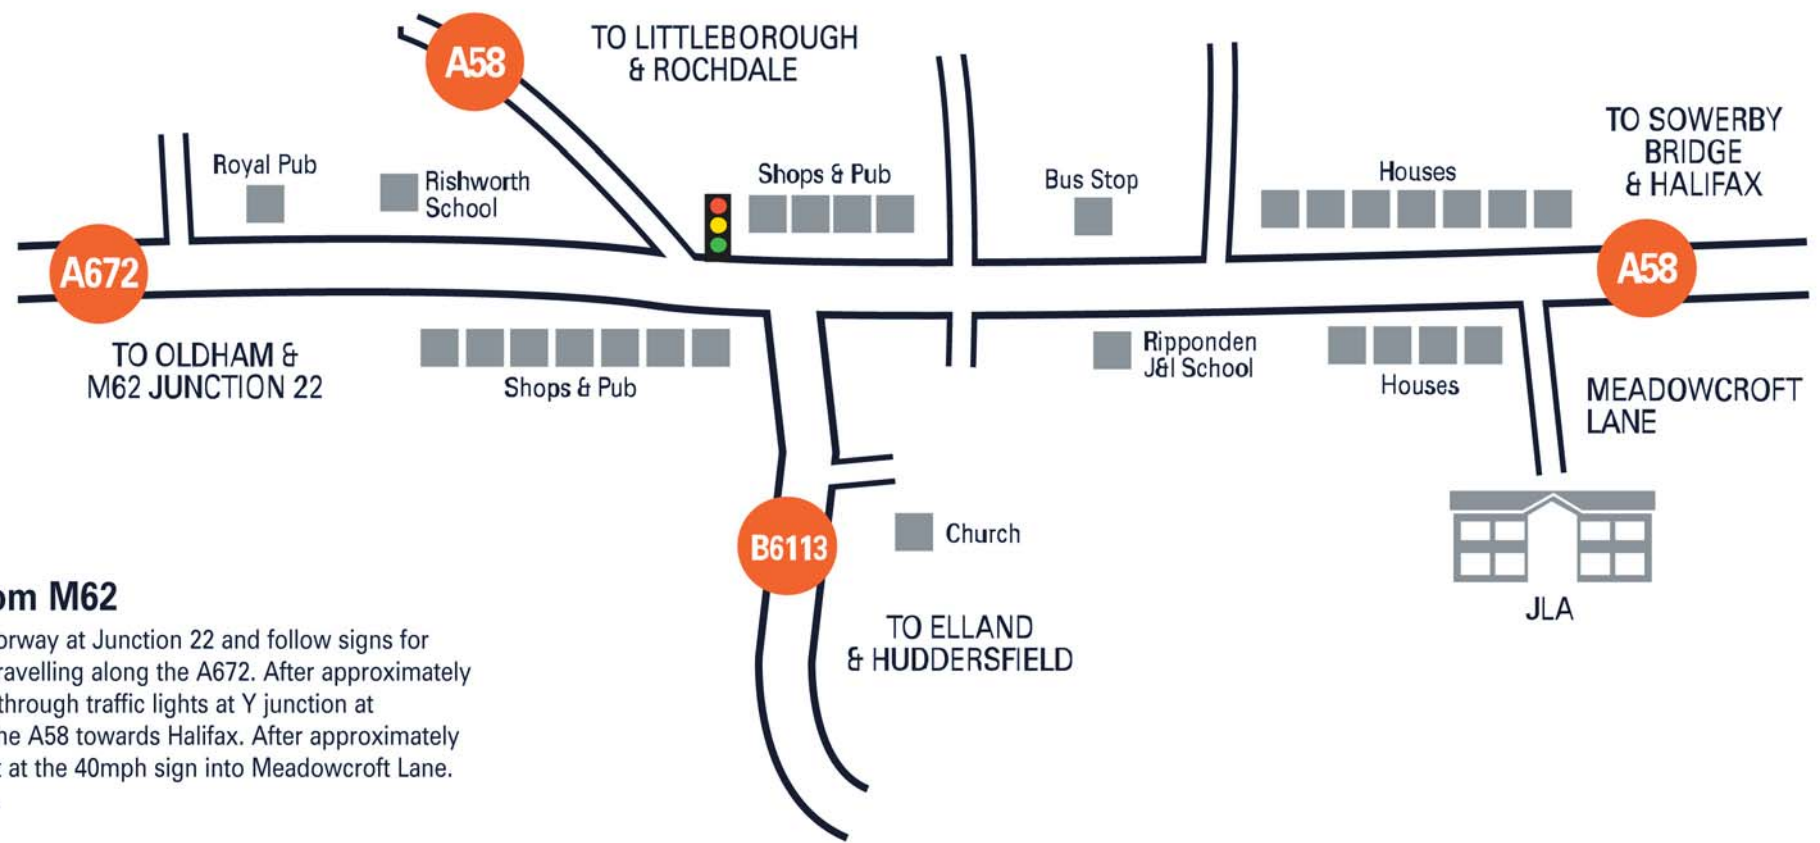 A58
TO LITTLEBOROUGH
& ROCHDALE
TO SOWERBY
BRIDGE
& HALIFAX
Royal Pub
Rishworth
School
Shops & Pub
Bus Stop
Houses
A672
A58
TO OLDHAM &
M62 JUNCTION 22
Shops & Pub
Ripponden
J&I School
Houses
MEADOWCROFT
LANE
B6113
Church
TO ELLAND
& HUDDERSFIELD
JLA
om M62
orway at Junction 22 and follow signs for
ravelling along the A672. After approximately
through traffic lights at Y junction at
he A58 towards Halifax. After approximately
t at the 40mph sign into Meadowcroft Lane.